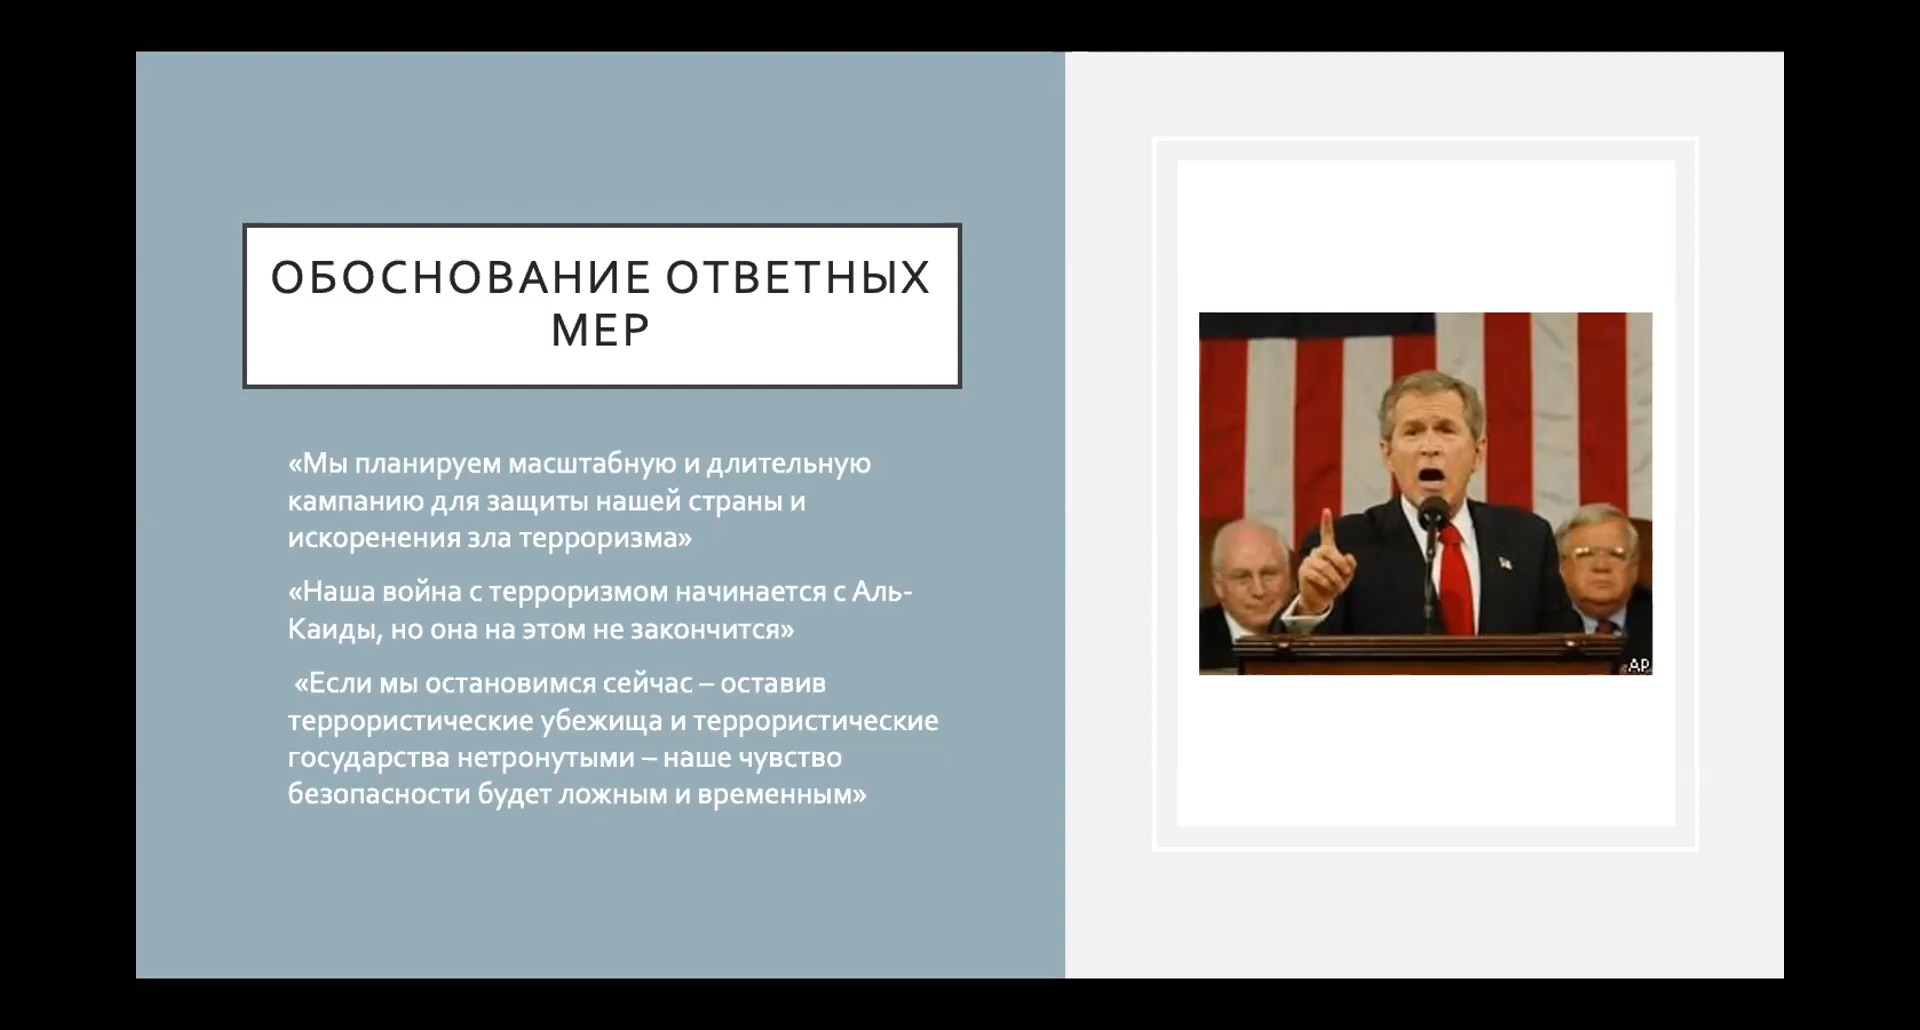 ОБОСНОВАНИЕ ОТВЕТНЫХ
МЕР
«Мы планируем масштабную и длительную
кампанию для защиты нашей страны и
искоренения зла терроризма»
«Наша война с терроризмом начинается с Аль-
Каиды, но она на этом не закончится»
«Если мы остановимся сейчас – оставив
террористические убежища и террористические
государства нетронутыми – наше чувство
безопасности будет ложным и временным»
AP